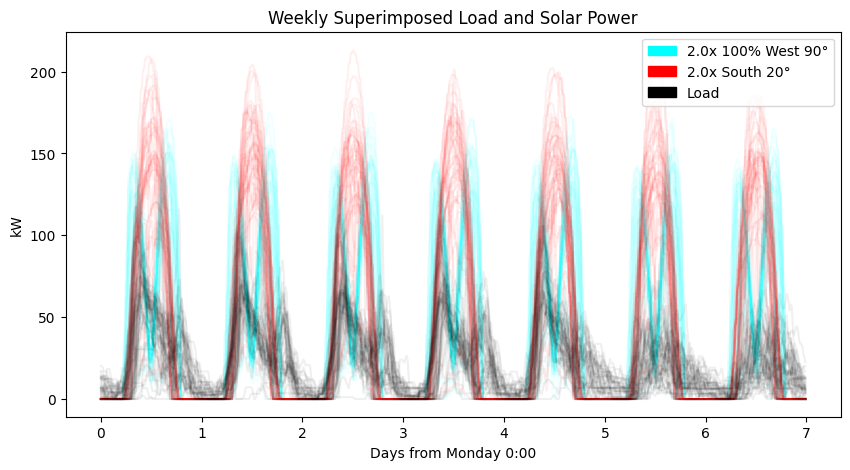 Weekly Superimposed Load and Solar Power
2.0x 100% West 90°
2.0x South 20°
Load
kW
200
150
100
50
0
0 1 2 3 4 5 6 7
Days from Monday 0:00